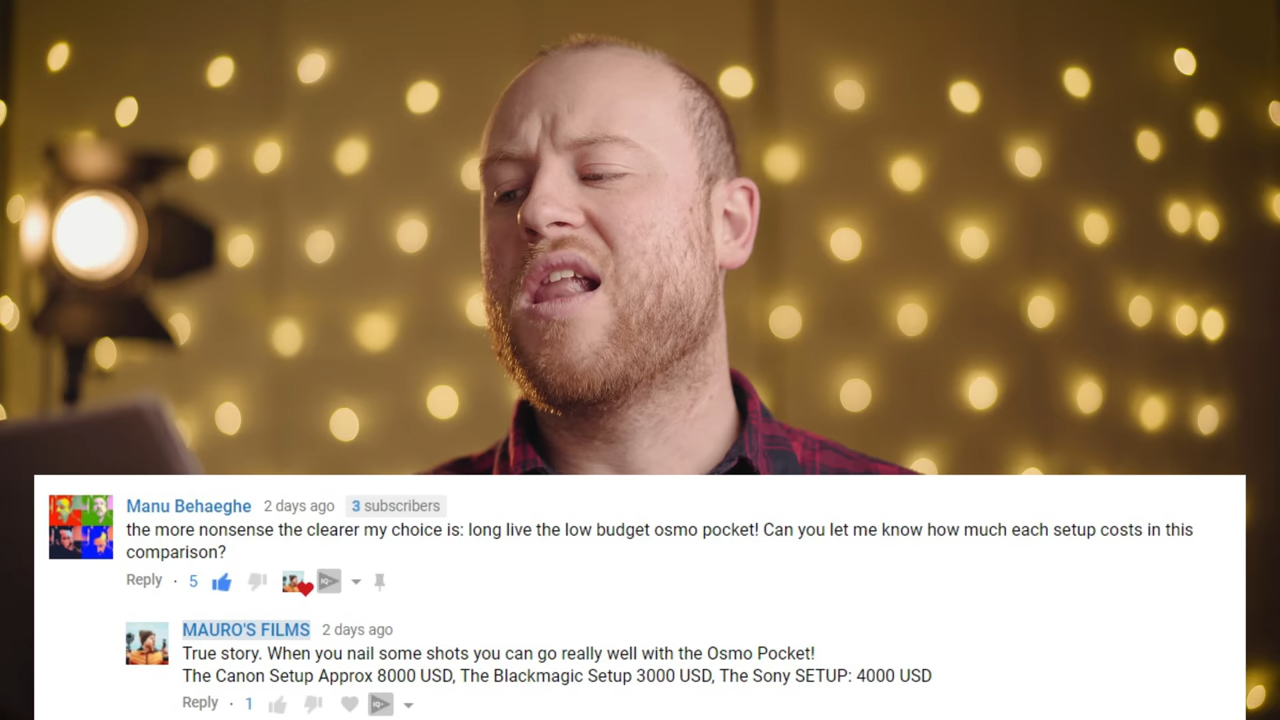 Manu Behaeghe 2 days ago 3 subscribers
the more nonsense the clearer my choice is: long live the low budget osmo pocket! Can you let me know how much each setup costs in this
comparison?
Reply · 5
MAURO'S FILMS 2 days ago
True story. When you nail some shots you can go really well with the Osmo Pocket!
The Canon Setup Approx 8000 USD, The Blackmagic Setup 3000 USD, The Sony SETUP: 4000 USD
Reply · 1